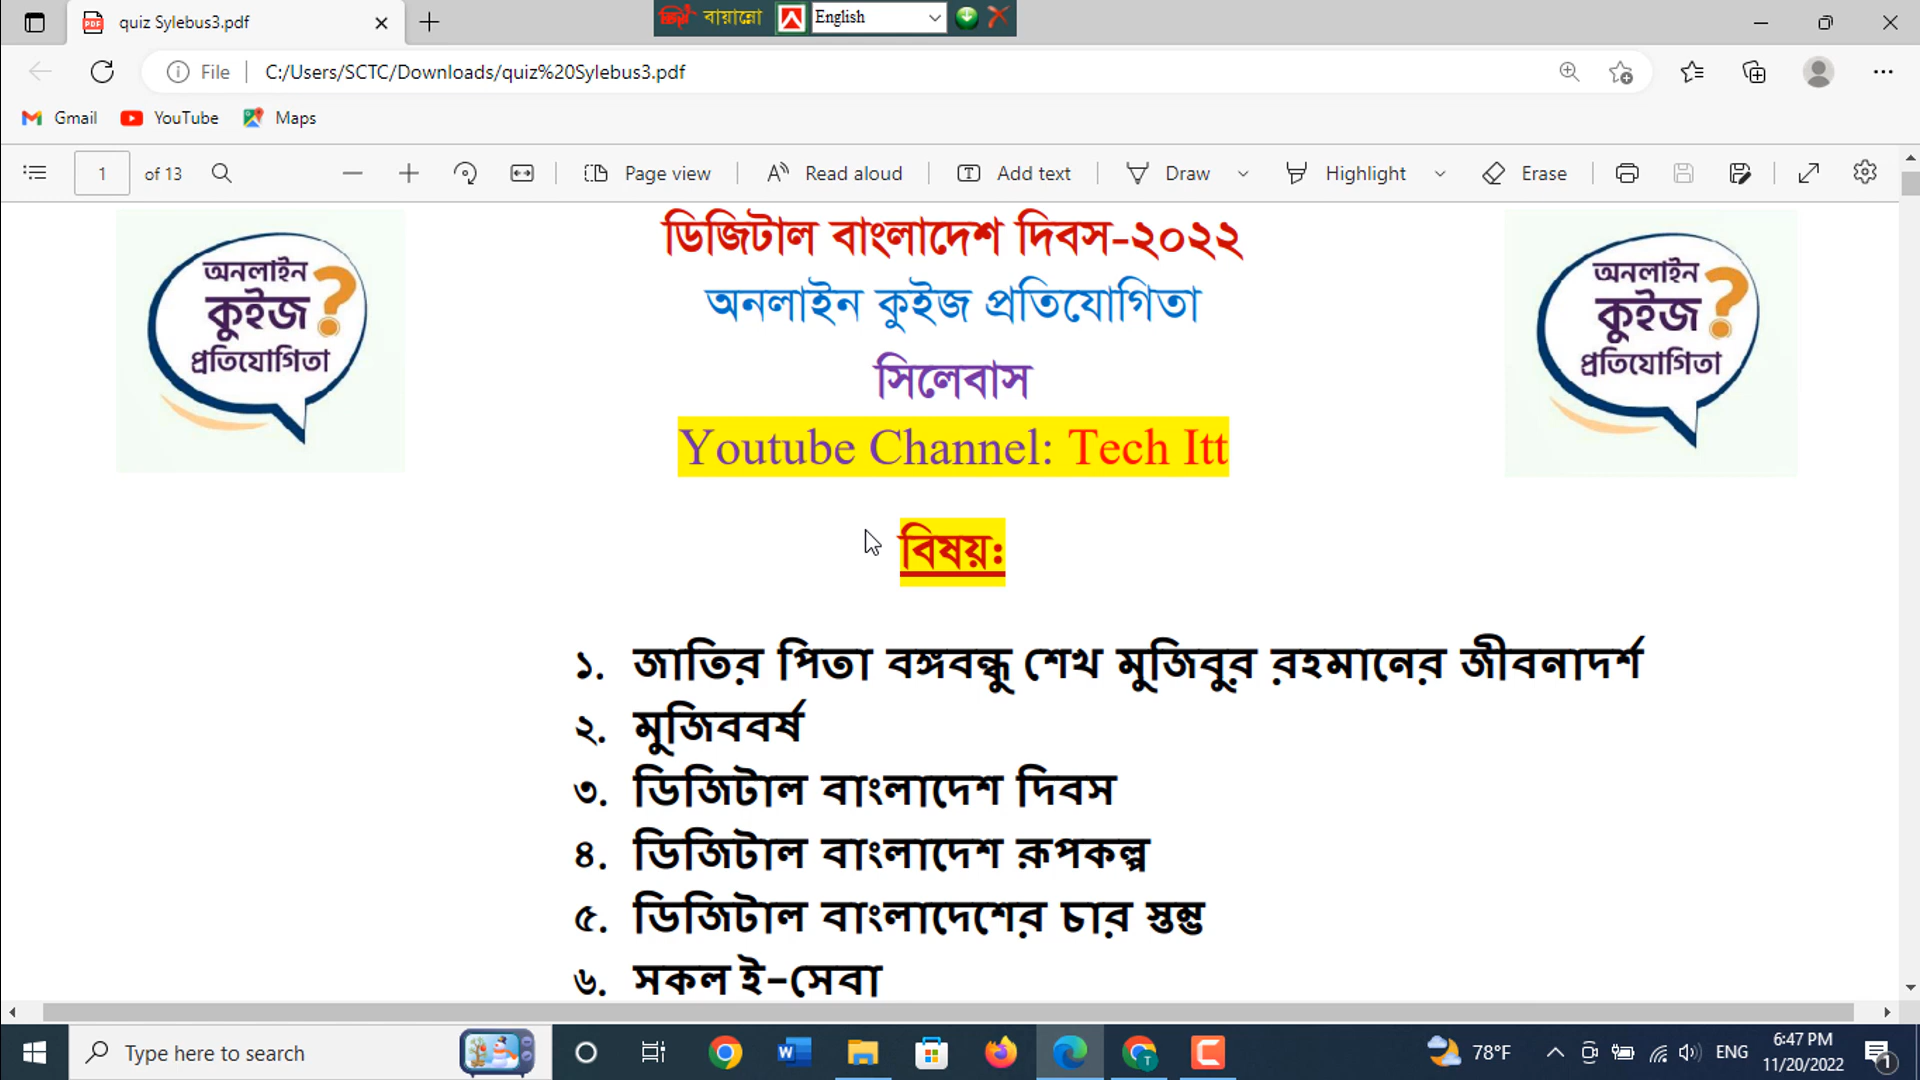 quiz Sylebus3.pdf
বায়ান্নো
English
File
C:/Users/SCTC/Downloads/quiz%20Sylebus3.pdf
Gmail
YouTube
Maps
1 of 13
Page view
Read aloud
Add text
Draw
Highlight
Erase
অনলাইন
কুইজ ?
প্রতিযোগিতা
ডিজিটাল বাংলাদেশ দিবস-২০২২
অনলাইন কুইজ প্রতিযোগিতা
সিলেবাস
Youtube Channel: Tech Itt
অনলাইন
কুইজ ?
প্রতিযোগিতা
বিষয়ঃ
১. জাতির পিতা বঙ্গবন্ধু শেখ মুজিবুর রহমানের জীবনাদর্শ
২. মুজিববর্ষ
৩. ডিজিটাল বাংলাদেশ দিবস
৪. ডিজিটাল বাংলাদেশ রূপকল্প
৫. ডিজিটাল বাংলাদেশের চার স্তম্ভ
৬. সকল ই-সেবা
Type here to search
78°F
ENG
6:47 PM
11/20/2022
1